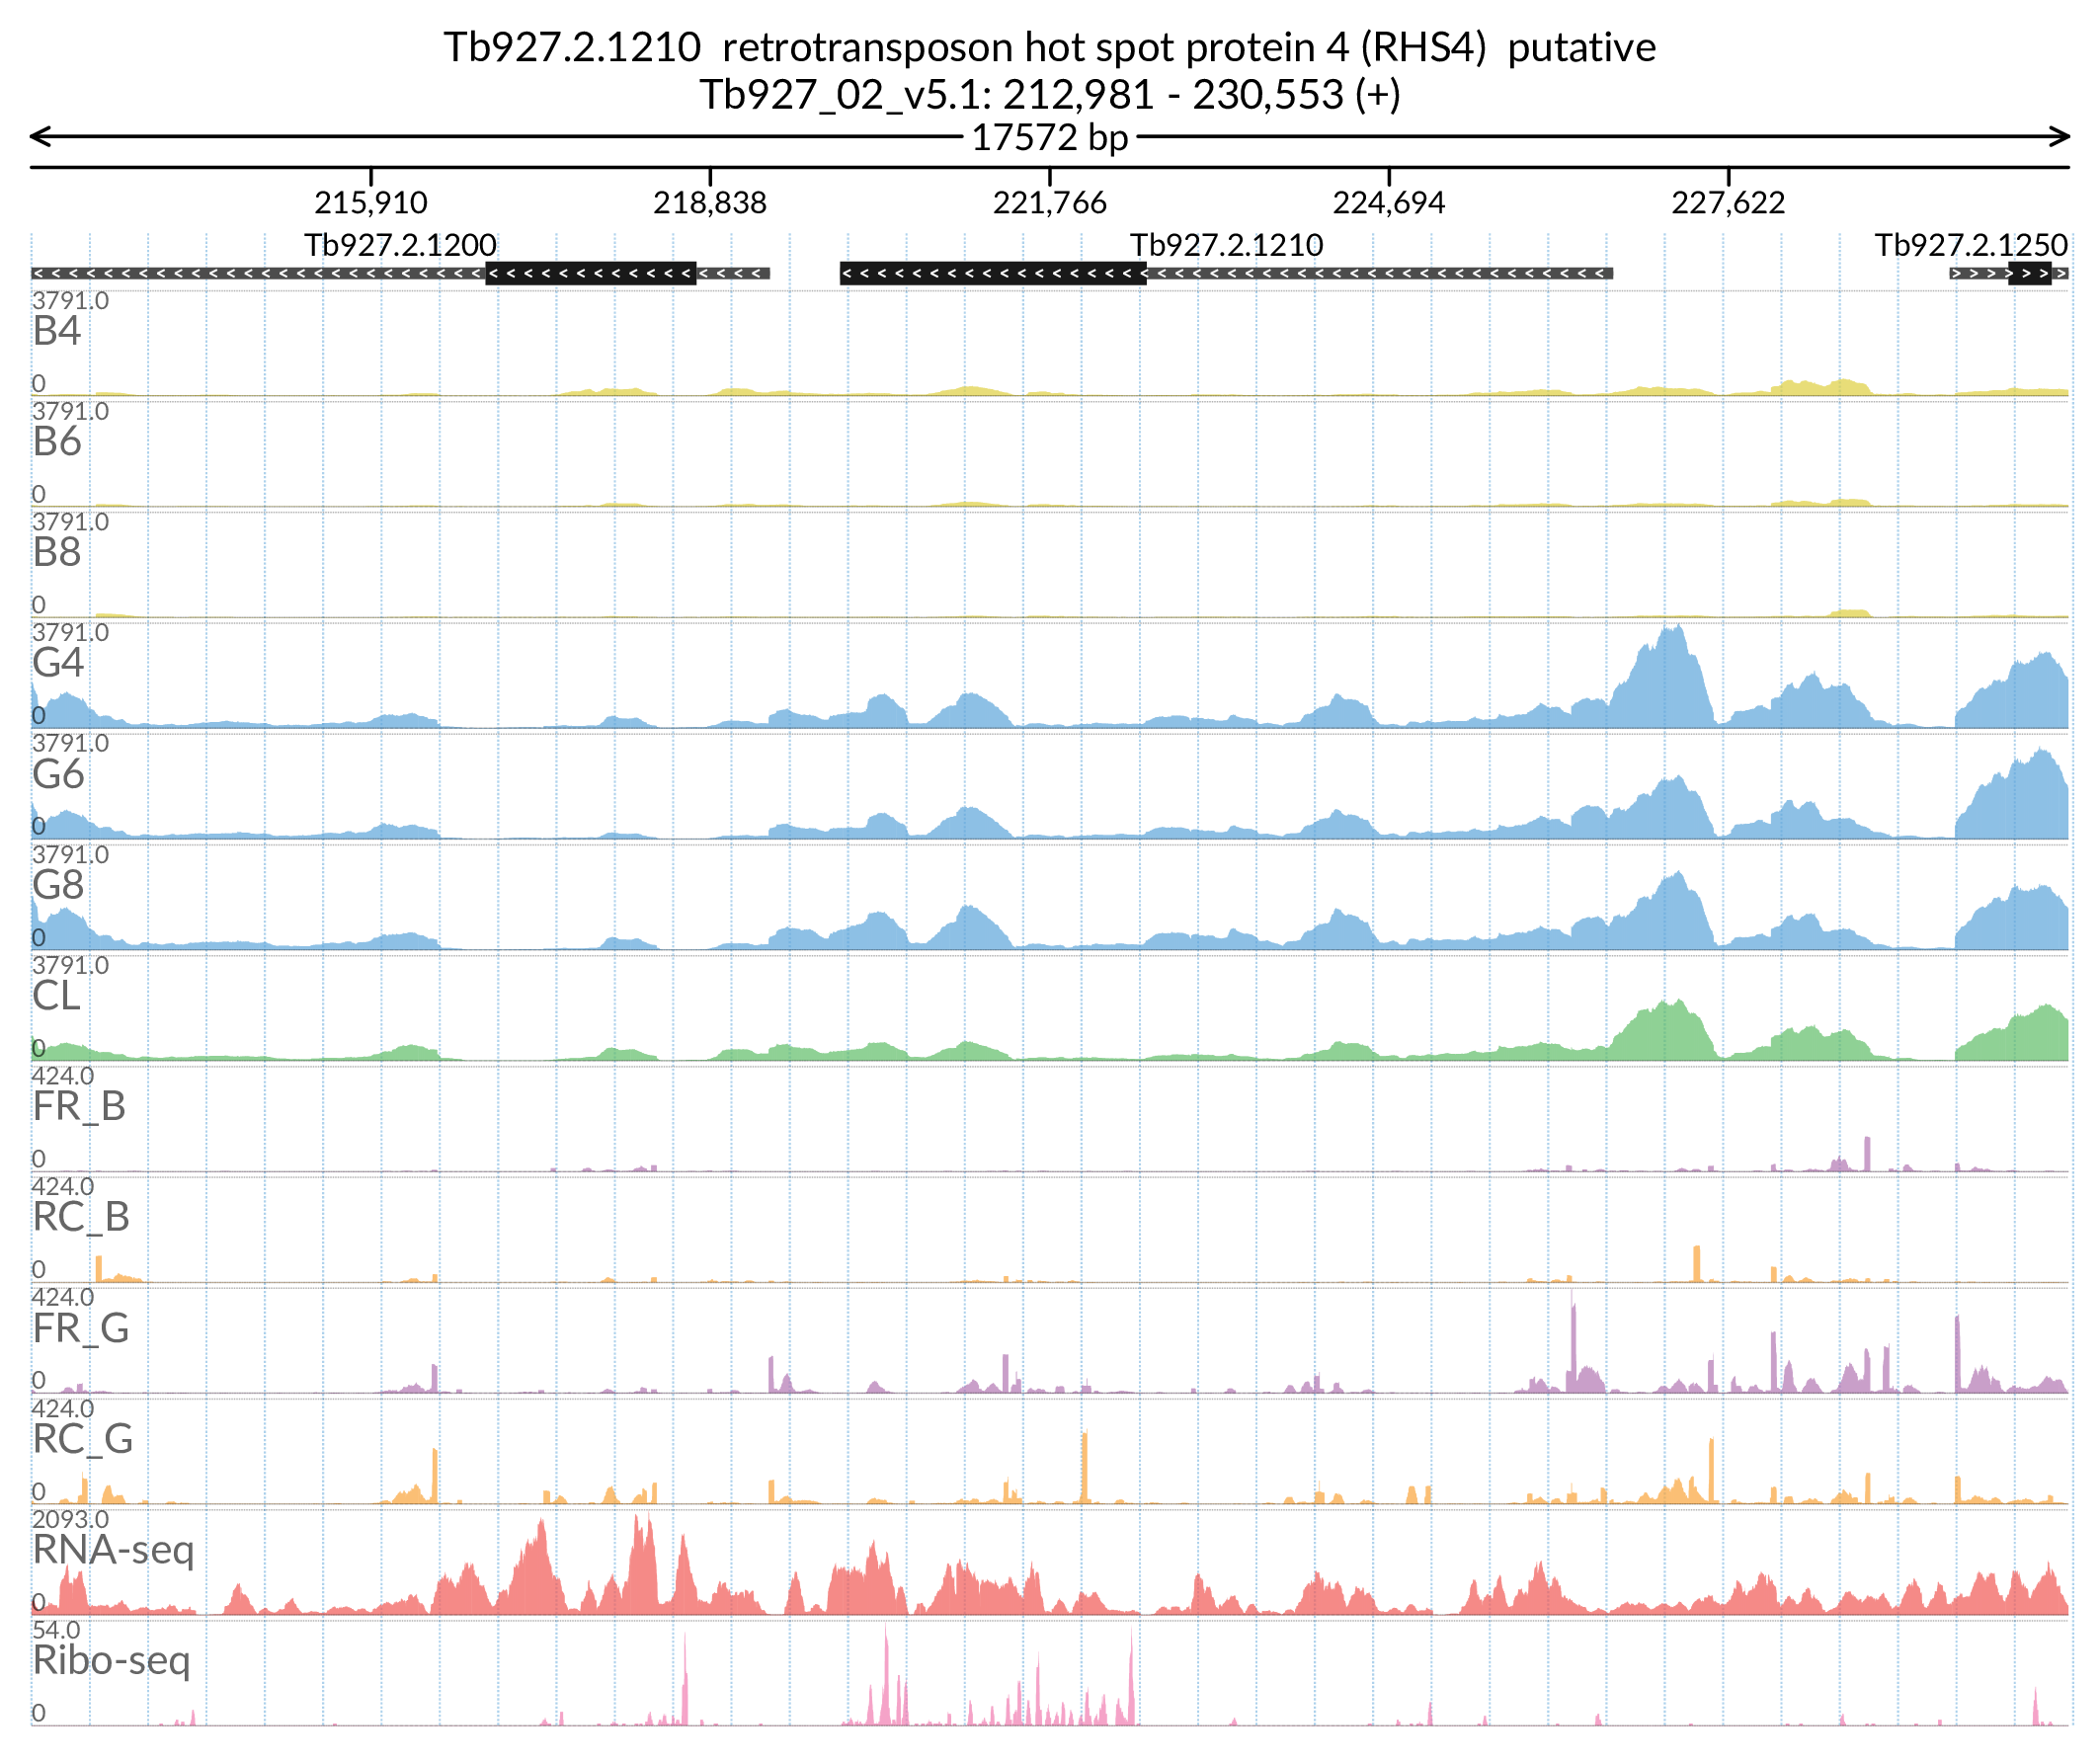 Tb927.2.1210  retrotransposon hot spot protein 4 (RHS4)  putative
Tb927_02_v5.1: 212,981 - 230,553 (+)
17572 bp
215,910 218,838 221,766 224,694 227,622
Tb927.2.1200 Tb927.2.1210 Tb927.2.1250
3791.0
B4
0
3791.0
B6
0
3791.0
B8
0
3791.0
G4
0
3791.0
G6
0
3791.0
G8
0
3791.0
CL
0
424.0
FR_B
0
424.0
RC_B
0
424.0
FR_G
0
424.0
RC_G
0
2093.0
RNA-seq
0
54.0
Ribo-seq
0